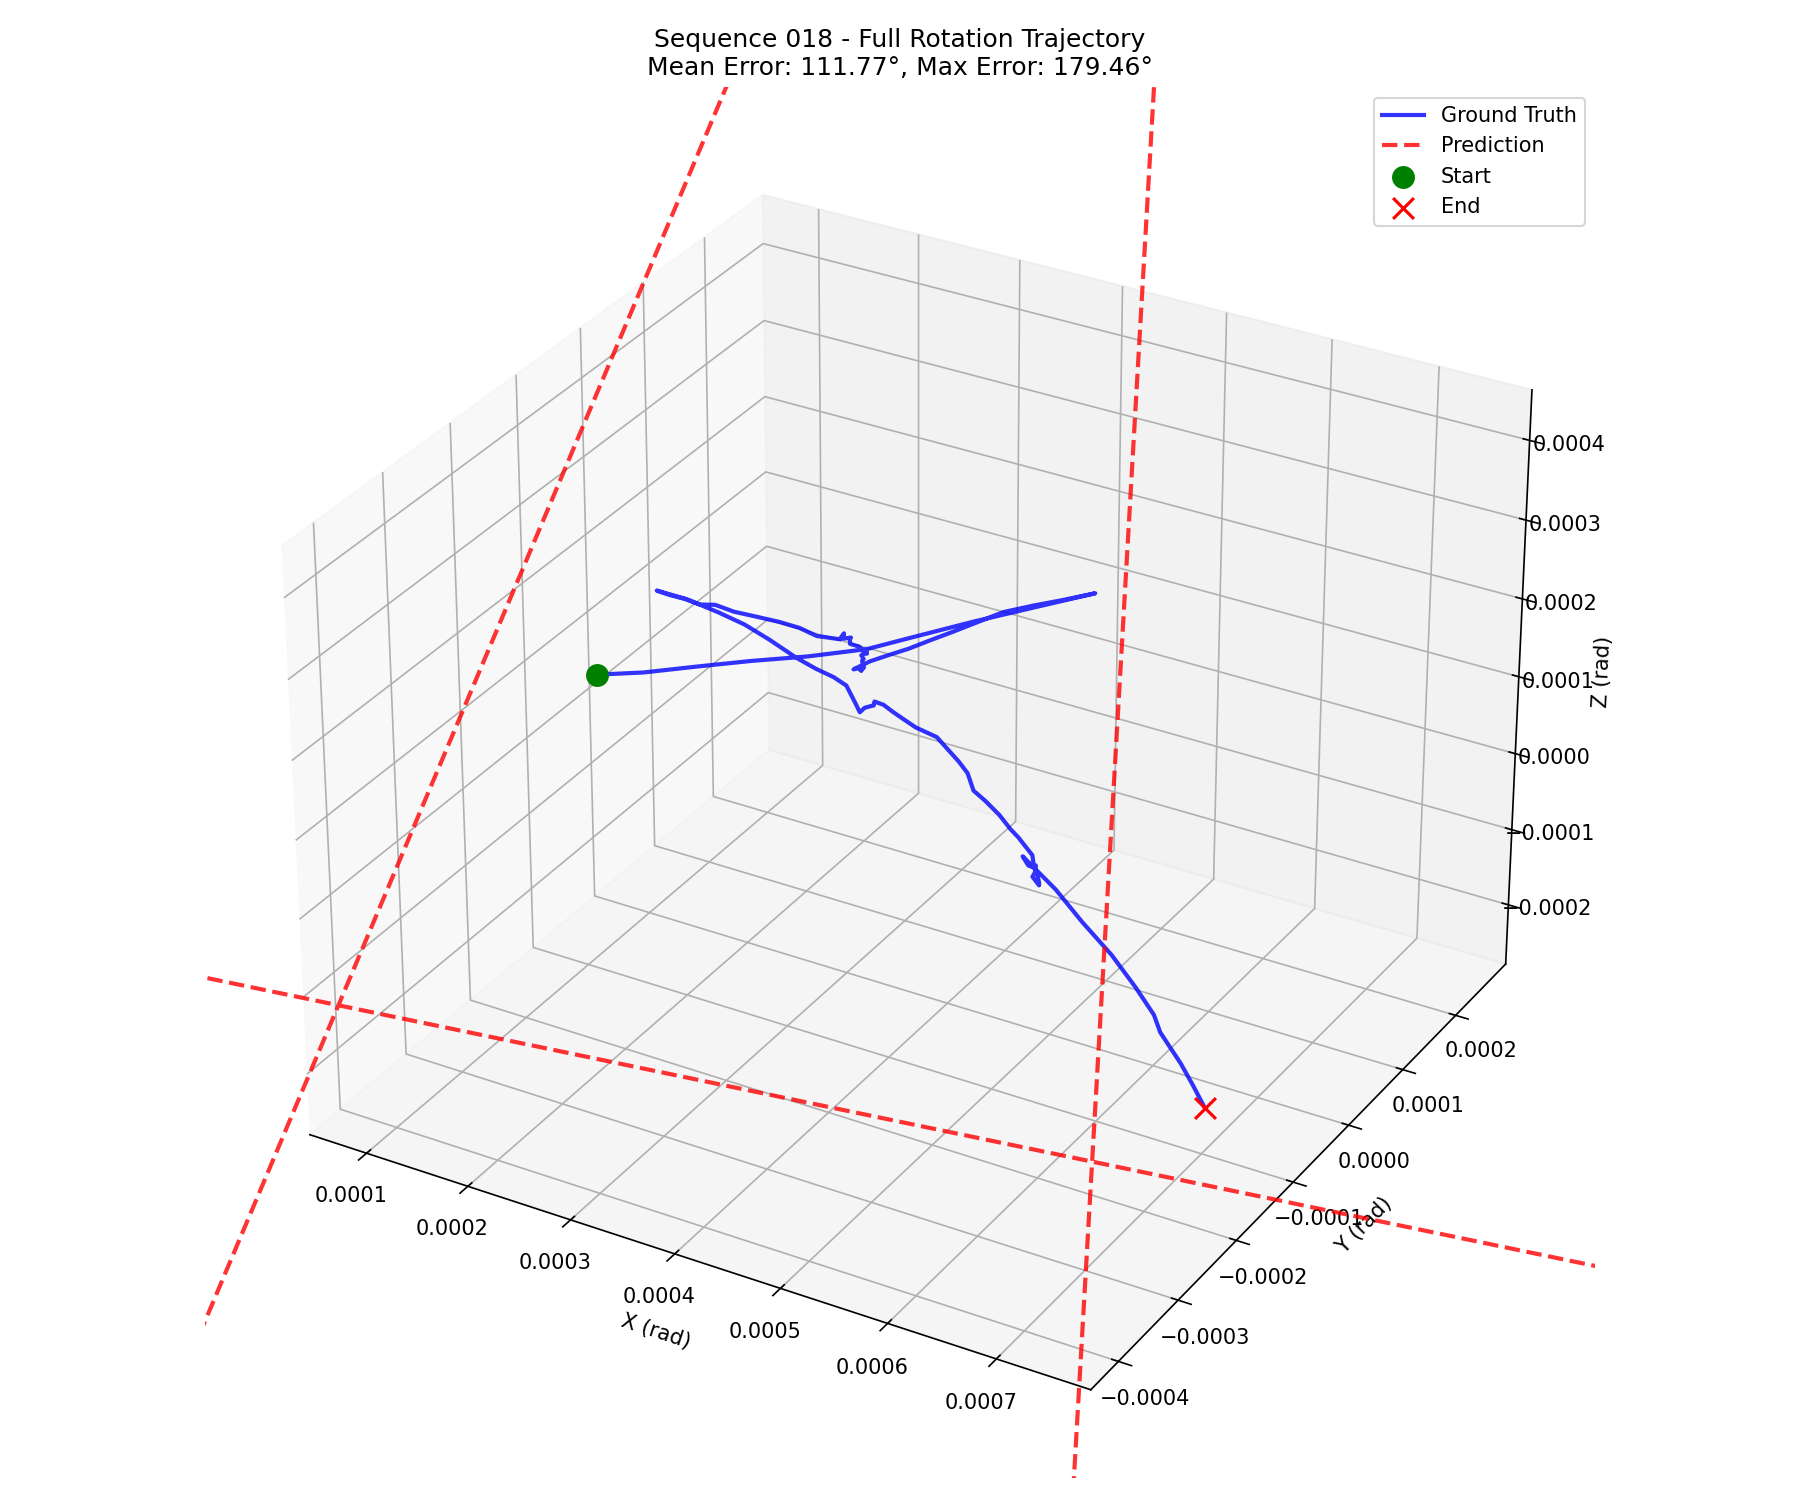 Sequence 018 - Full Rotation Trajectory
Mean Error: 111.77°, Max Error: 179.46°
Ground Truth
Prediction
Start
End
0.0004
0.0003
0.0002
0.0001
0.0000
−0.0001
−0.0002
Z (rad)
0.0002
0.0001
0.0000
−0.0001
−0.0002
−0.0003
−0.0004
Y (rad)
0.0001
0.0002
0.0003
0.0004
0.0005
0.0006
0.0007
X (rad)